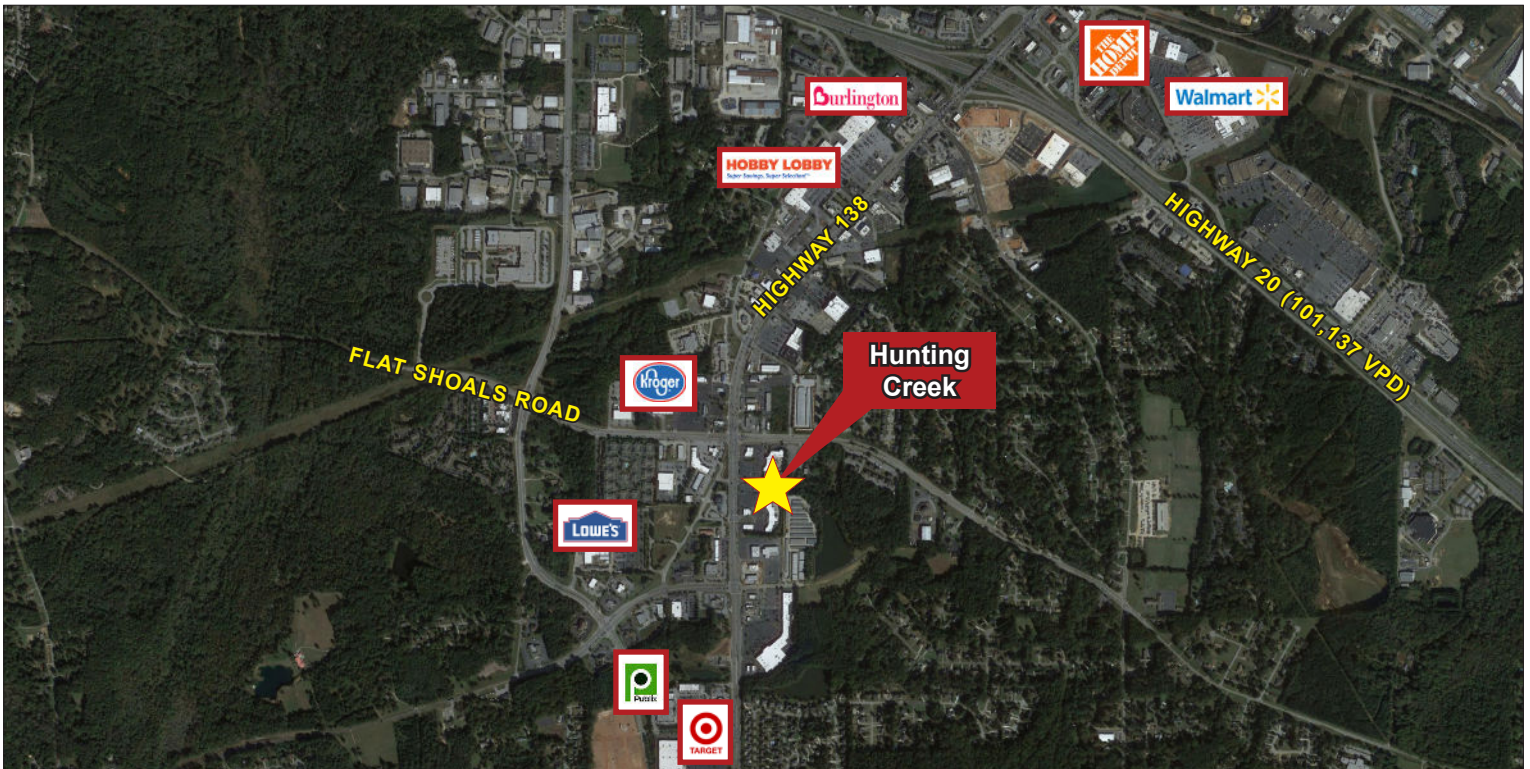 THE
HOME
DEPOT
Burlington
Walmart
HOBBY LOBBY
Super Savings, Super Selection!™
HIGHWAY 138
HIGHWAY 20 (101,137 VPD)
Hunting
Creek
FLAT SHOALS ROAD
Kroger
LOWE'S
Publix
TARGET